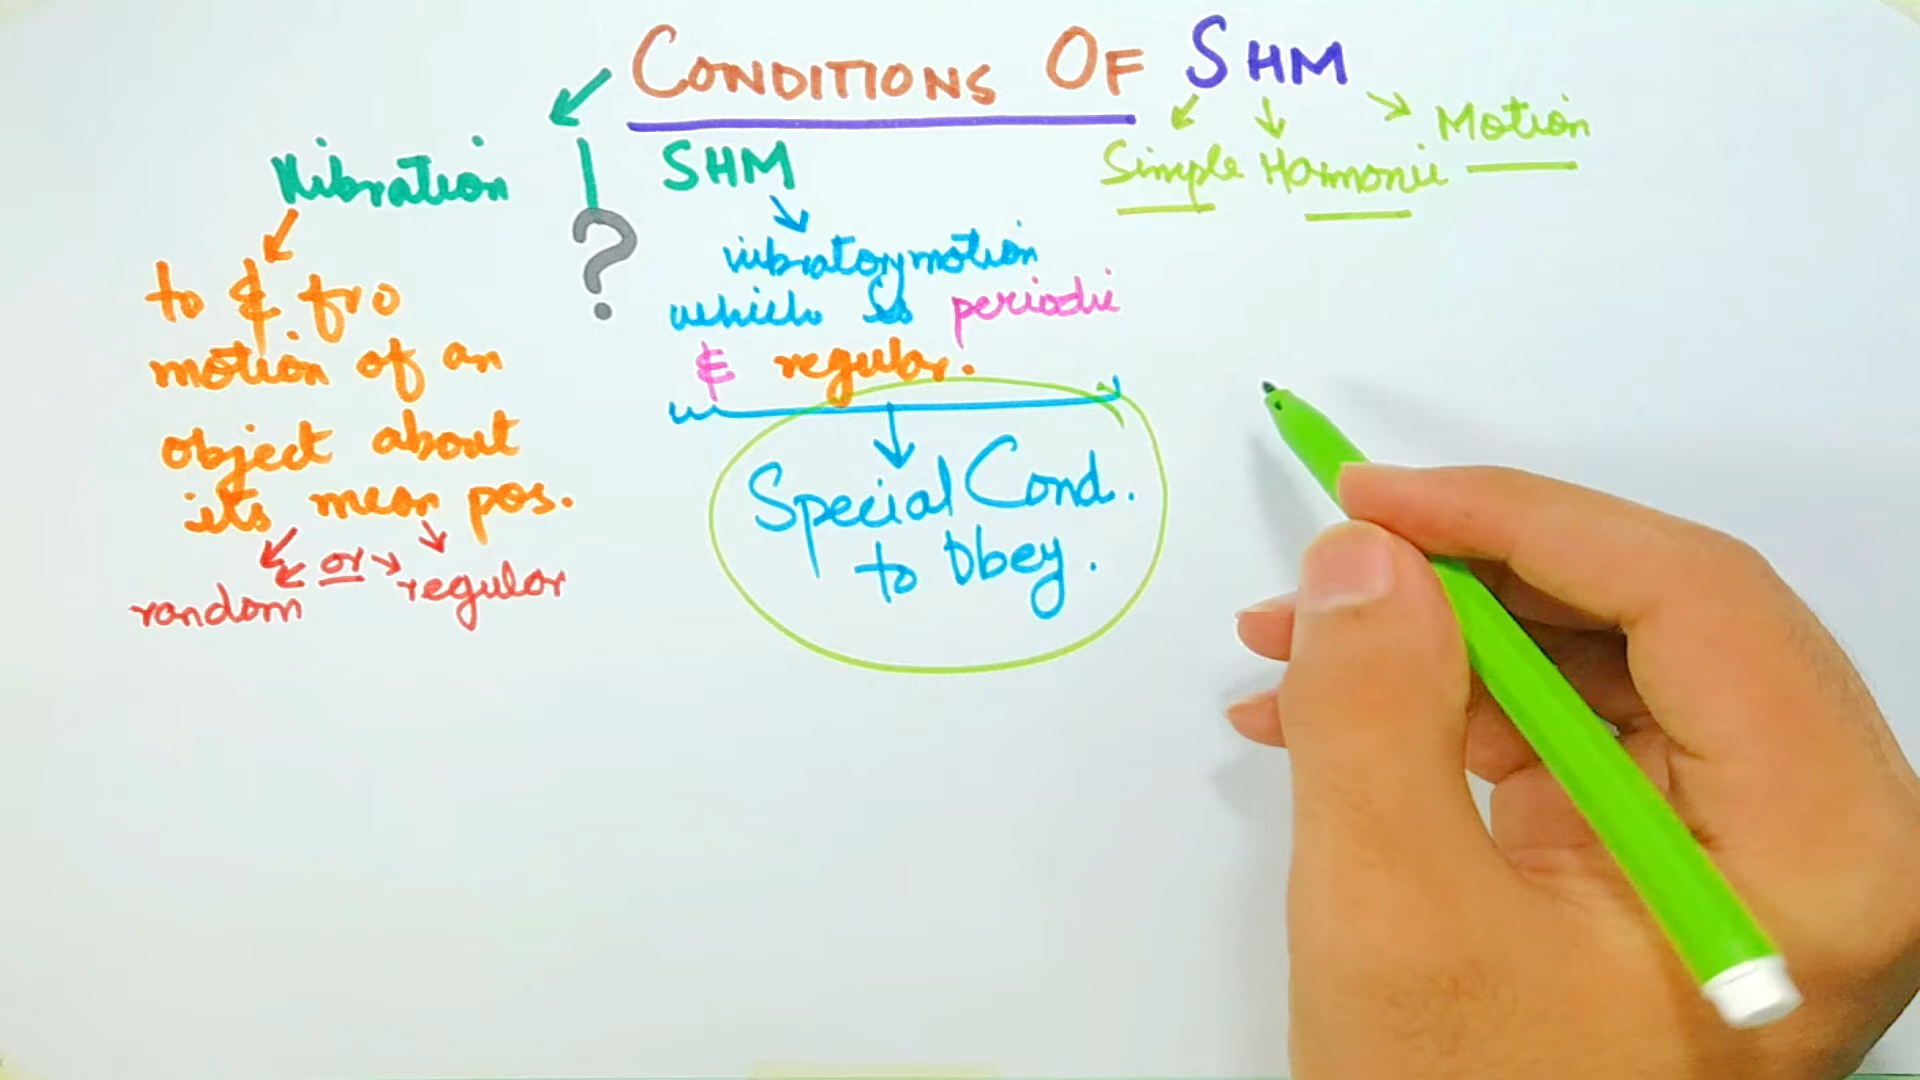 CONDITIONS OF SHM
Simple Harmonic Motion
Vibration
to & fro
motion of an
object about
its mean pos.
random or regular
?
SHM
vibratory motion
which is periodic
& regular.
Special Cond.
to Obey.